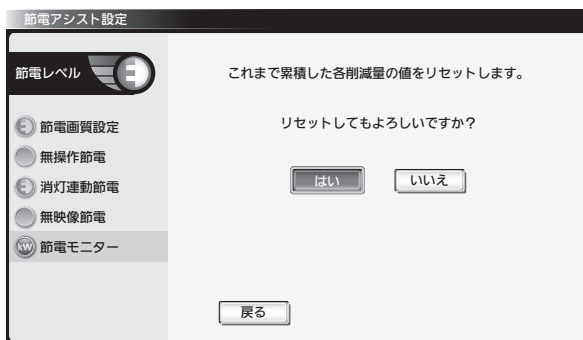 節電アシスト設定
節電レベル
E
これまで累積した各削減量の値をリセットします。
リセットしてもよろしいですか？
はい
いいえ
E 節電画質設定
無操作節電
E 消灯連動節電
無映像節電
kW 節電モニター
戻る